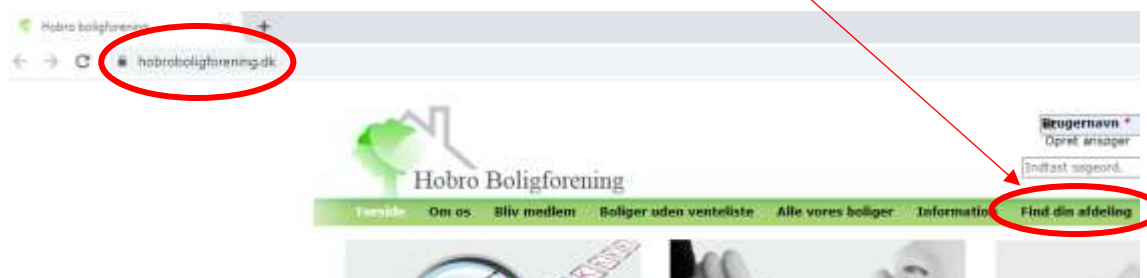 Hobro boligforening
hobroboligforening.dk
Brugernavn *
Opret ansøger
Indtast søgeord.
Hobro Boligforening
Forside Om os Bliv medlem Boliger uden venteliste Alle vores boliger Information Find din afdeling